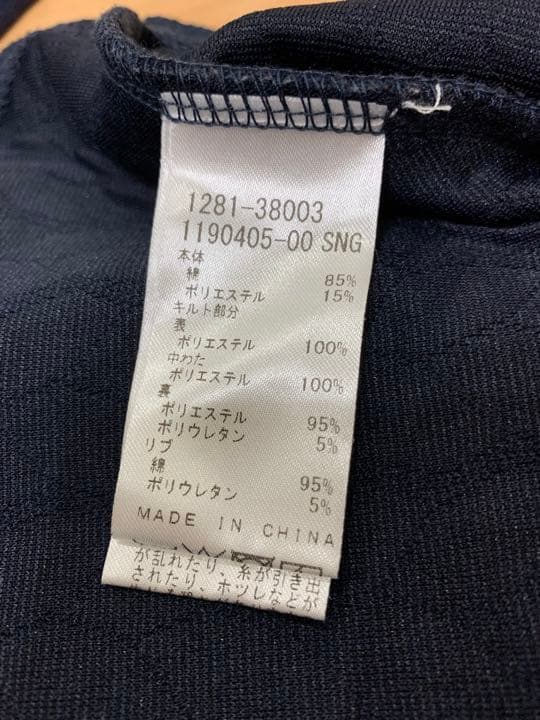 1281-38003
1190405-00 SNG
本体
綿 85%
ポリエステル 15%
キルト部分
表
ポリエステル 100%
中わた
ポリエステル 100%
裏
ポリエステル 95%
ポリウレタン 5%
リブ
綿 95%
ポリウレタン 5%
MADE IN CHINA
が乱れたり、糸が引き出
されたり、ホツレなどが